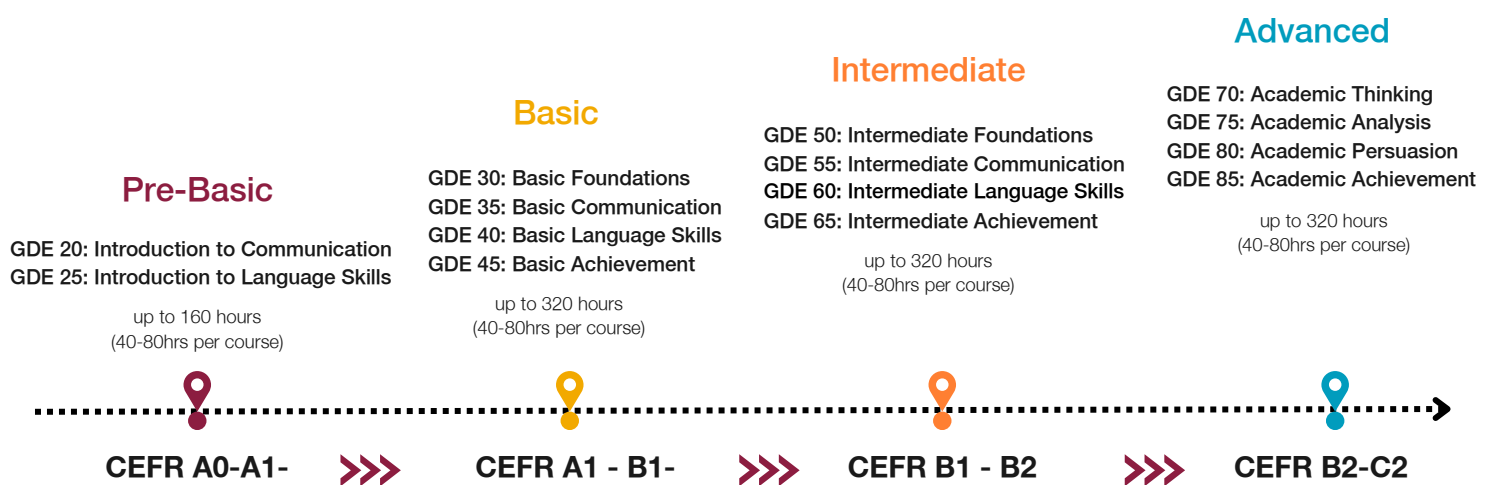 Pre-Basic
GDE 20: Introduction to Communication
GDE 25: Introduction to Language Skills
up to 160 hours
(40-80hrs per course)
CEFR A0-A1-
Basic
GDE 30: Basic Foundations
GDE 35: Basic Communication
GDE 40: Basic Language Skills
GDE 45: Basic Achievement
up to 320 hours
(40-80hrs per course)
CEFR A1 - B1-
Intermediate
GDE 50: Intermediate Foundations
GDE 55: Intermediate Communication
GDE 60: Intermediate Language Skills
GDE 65: Intermediate Achievement
up to 320 hours
(40-80hrs per course)
CEFR B1 - B2
Advanced
GDE 70: Academic Thinking
GDE 75: Academic Analysis
GDE 80: Academic Persuasion
GDE 85: Academic Achievement
up to 320 hours
(40-80hrs per course)
CEFR B2-C2